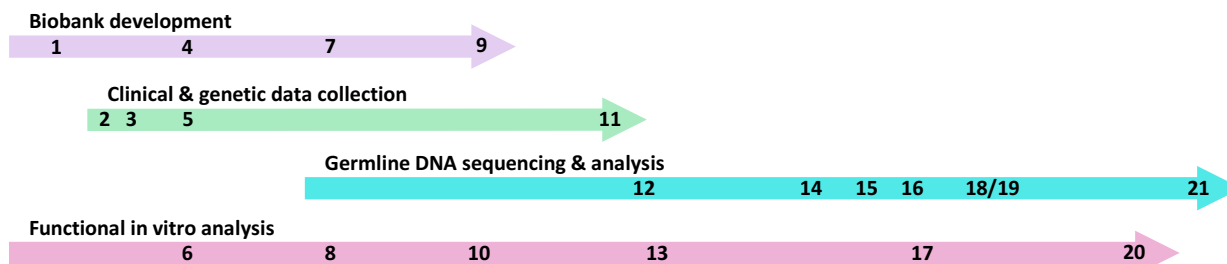 Biobank development
1 4 7 9
Clinical & genetic data collection
2 3 5 11
Germline DNA sequencing & analysis
12 14 15 16 18/19 21
Functional in vitro analysis
6 8 10 13 17 20